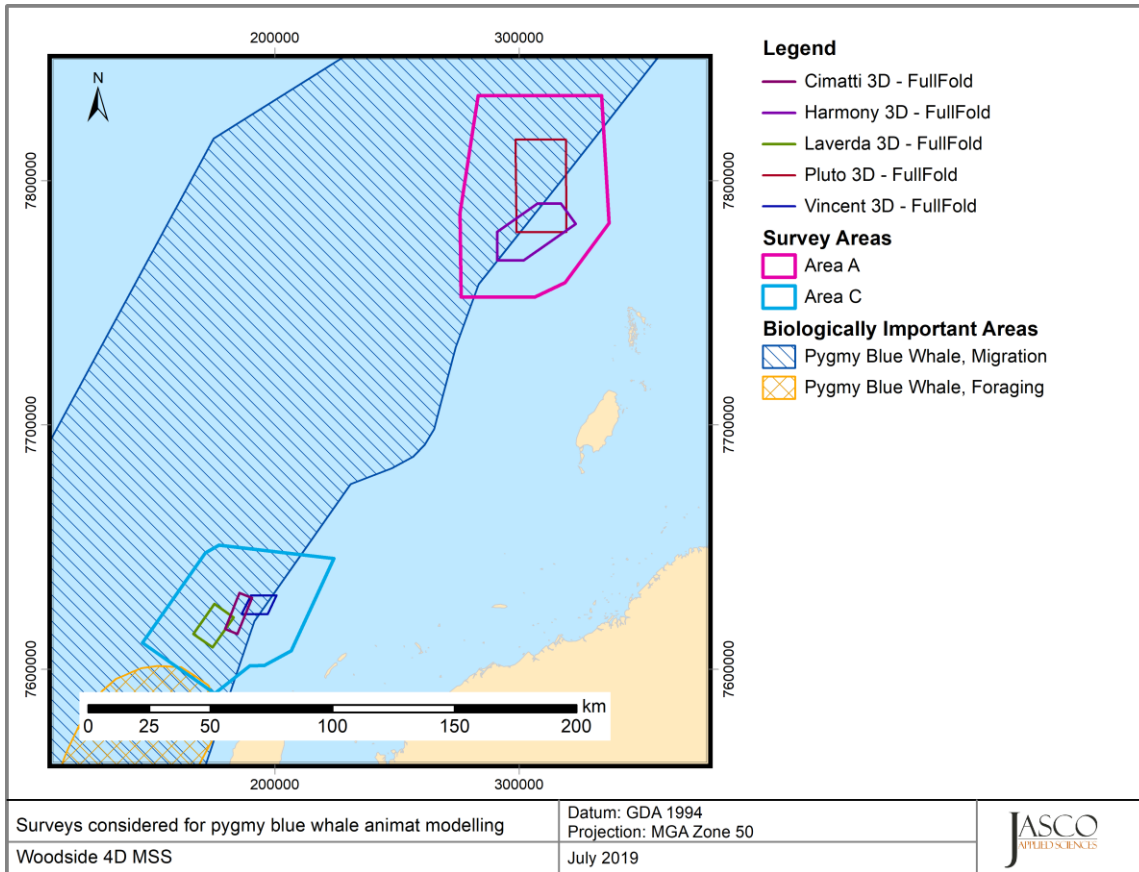 200000
300000
N
7800000
7800000
7700000
7700000
7600000
7600000
km
0 25 50 100 150 200
200000
300000
Legend
Cimatti 3D - FullFold
Harmony 3D - FullFold
Laverda 3D - FullFold
Pluto 3D - FullFold
Vincent 3D - FullFold
Survey Areas
Area A
Area C
Biologically Important Areas
Pygmy Blue Whale, Migration
Pygmy Blue Whale, Foraging
Surveys considered for pygmy blue whale animat modelling
Woodside 4D MSS
Datum: GDA 1994
Projection: MGA Zone 50
July 2019
JASCO
APPLIED SCIENCES